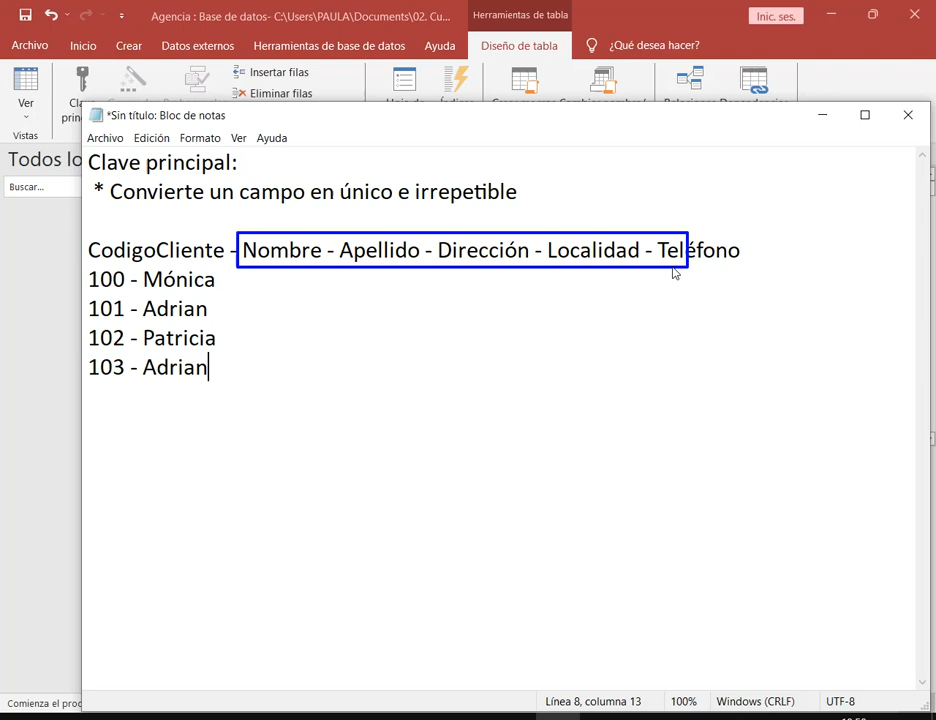 Agencia : Base de datos- C:\Users\PAULA\Documents\02. Cu...
Herramientas de tabla
Inic. ses.
Archivo Inicio Crear Datos externos Herramientas de base de datos Ayuda Diseño de tabla ¿Qué desea hacer?
Insertar filas
Eliminar filas
Ver
Vistas
*Sin título: Bloc de notas
Archivo Edición Formato Ver Ayuda
Todos lo
Buscar...
Clave principal:
* Convierte un campo en único e irrepetible
CodigoCliente - Nombre - Apellido - Dirección - Localidad - Teléfono
100 - Mónica
101 - Adrian
102 - Patricia
103 - Adrian
Comienza el proc
Línea 8, columna 13 100% Windows (CRLF) UTF-8